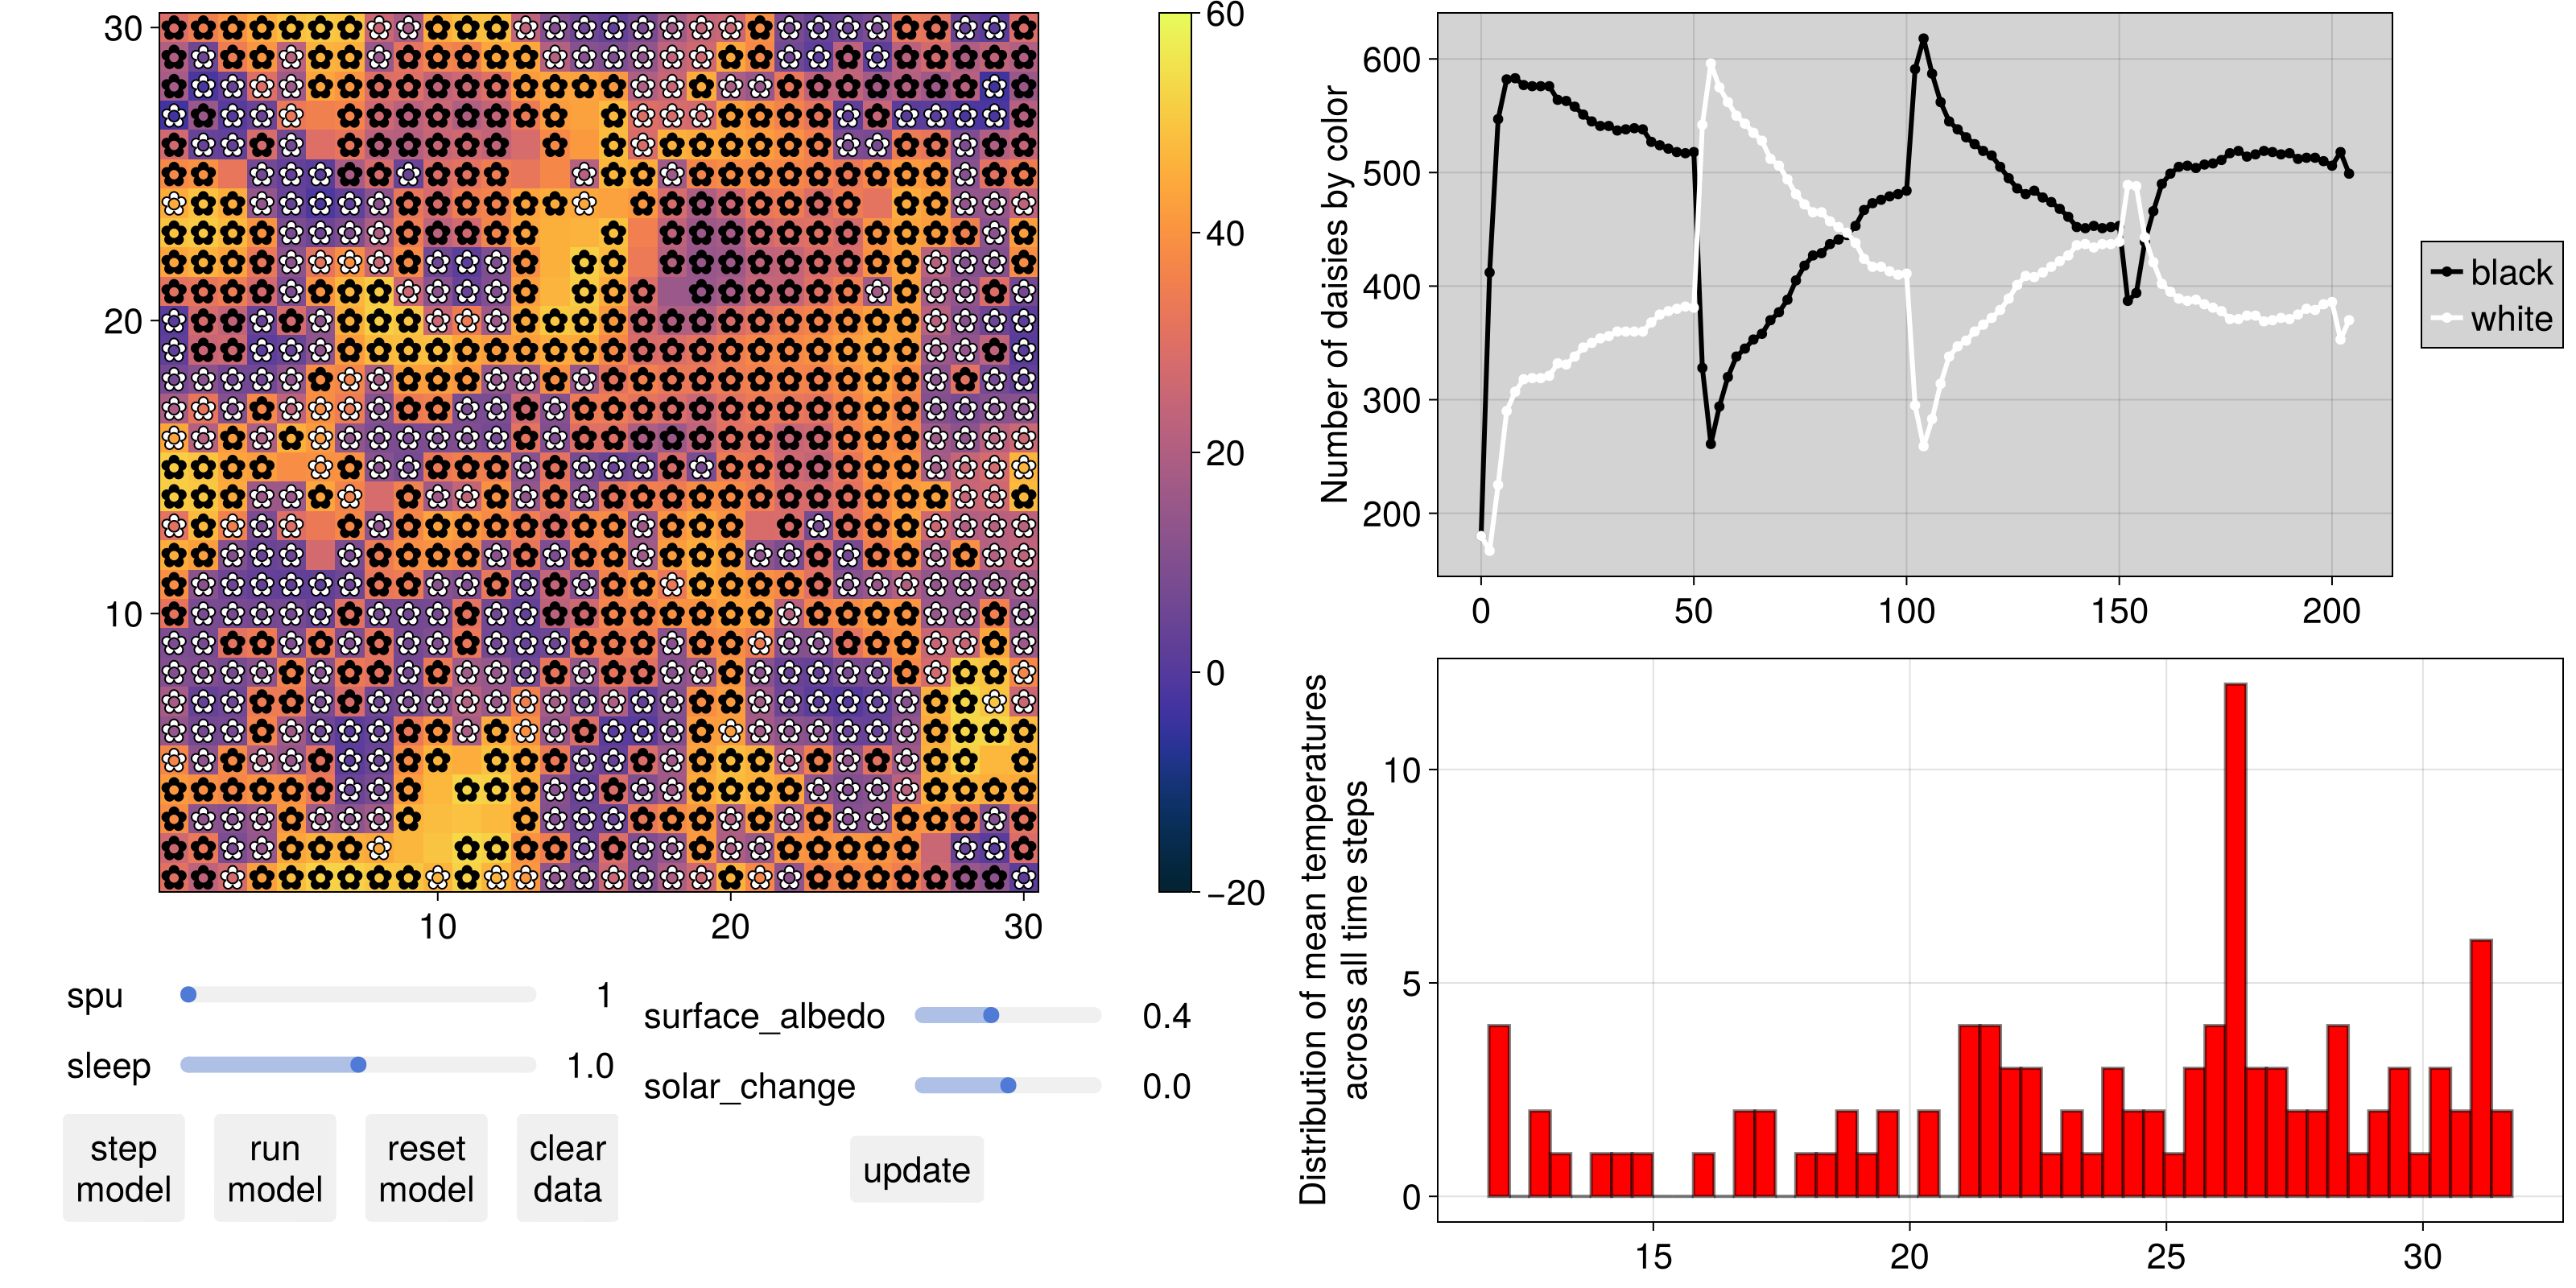 30
20
10
10
20
30
60
40
20
0
−20
Number of daisies by color
600
500
400
300
200
0
50
100
150
200
black
white
Distribution of mean temperatures
across all time steps
10
5
0
15
20
25
30
spu
1
sleep
1.0
surface_albedo
0.4
solar_change
0.0
step
model
run
model
reset
model
clear
data
update